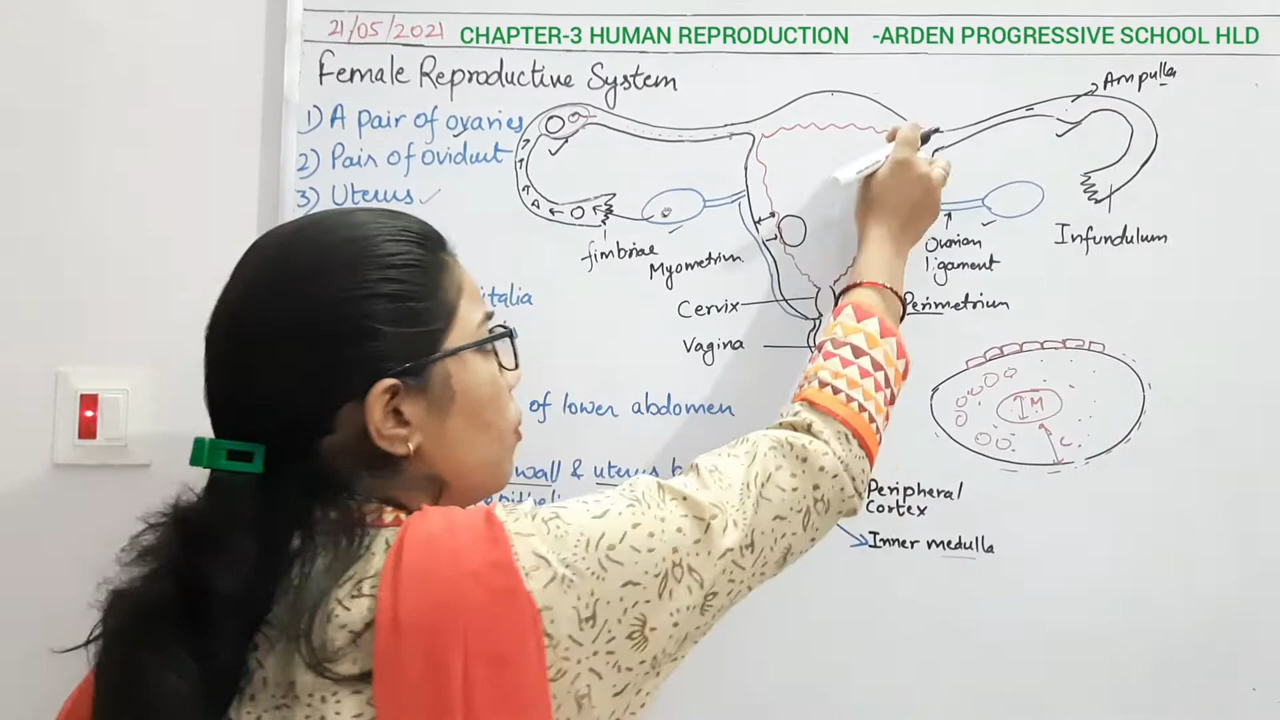 21/05/2021 CHAPTER-3 HUMAN REPRODUCTION -ARDEN PROGRESSIVE SCHOOL HLD
Female Reproductive System
1) A pair of ovaries
2) Pair of oviduct
3) Uterus
Ampulla
Infundulum
fimbriae
Myometrium
Ovarian
ligament
Cervix
Perimetrium
Vagina
italia
of lower abdomen
wall & uterus
M
C.
Peripheral
Cortex
Inner medulla